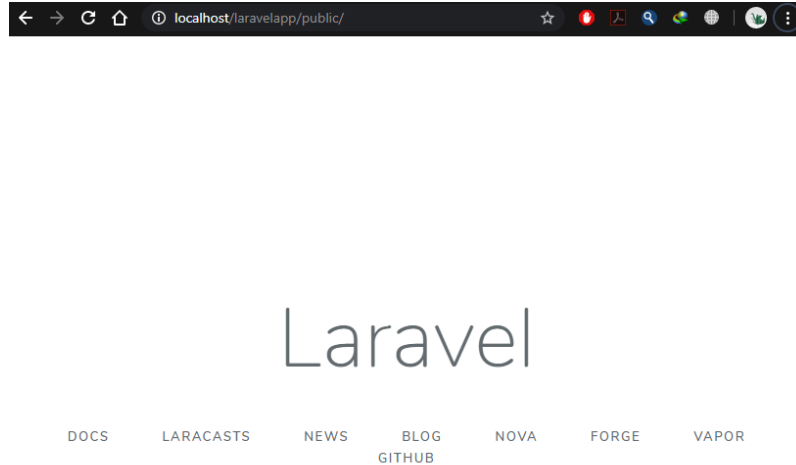 localhost/laravelapp/public/
Laravel
DOCS LARACASTS NEWS BLOG NOVA FORGE VAPOR
GITHUB